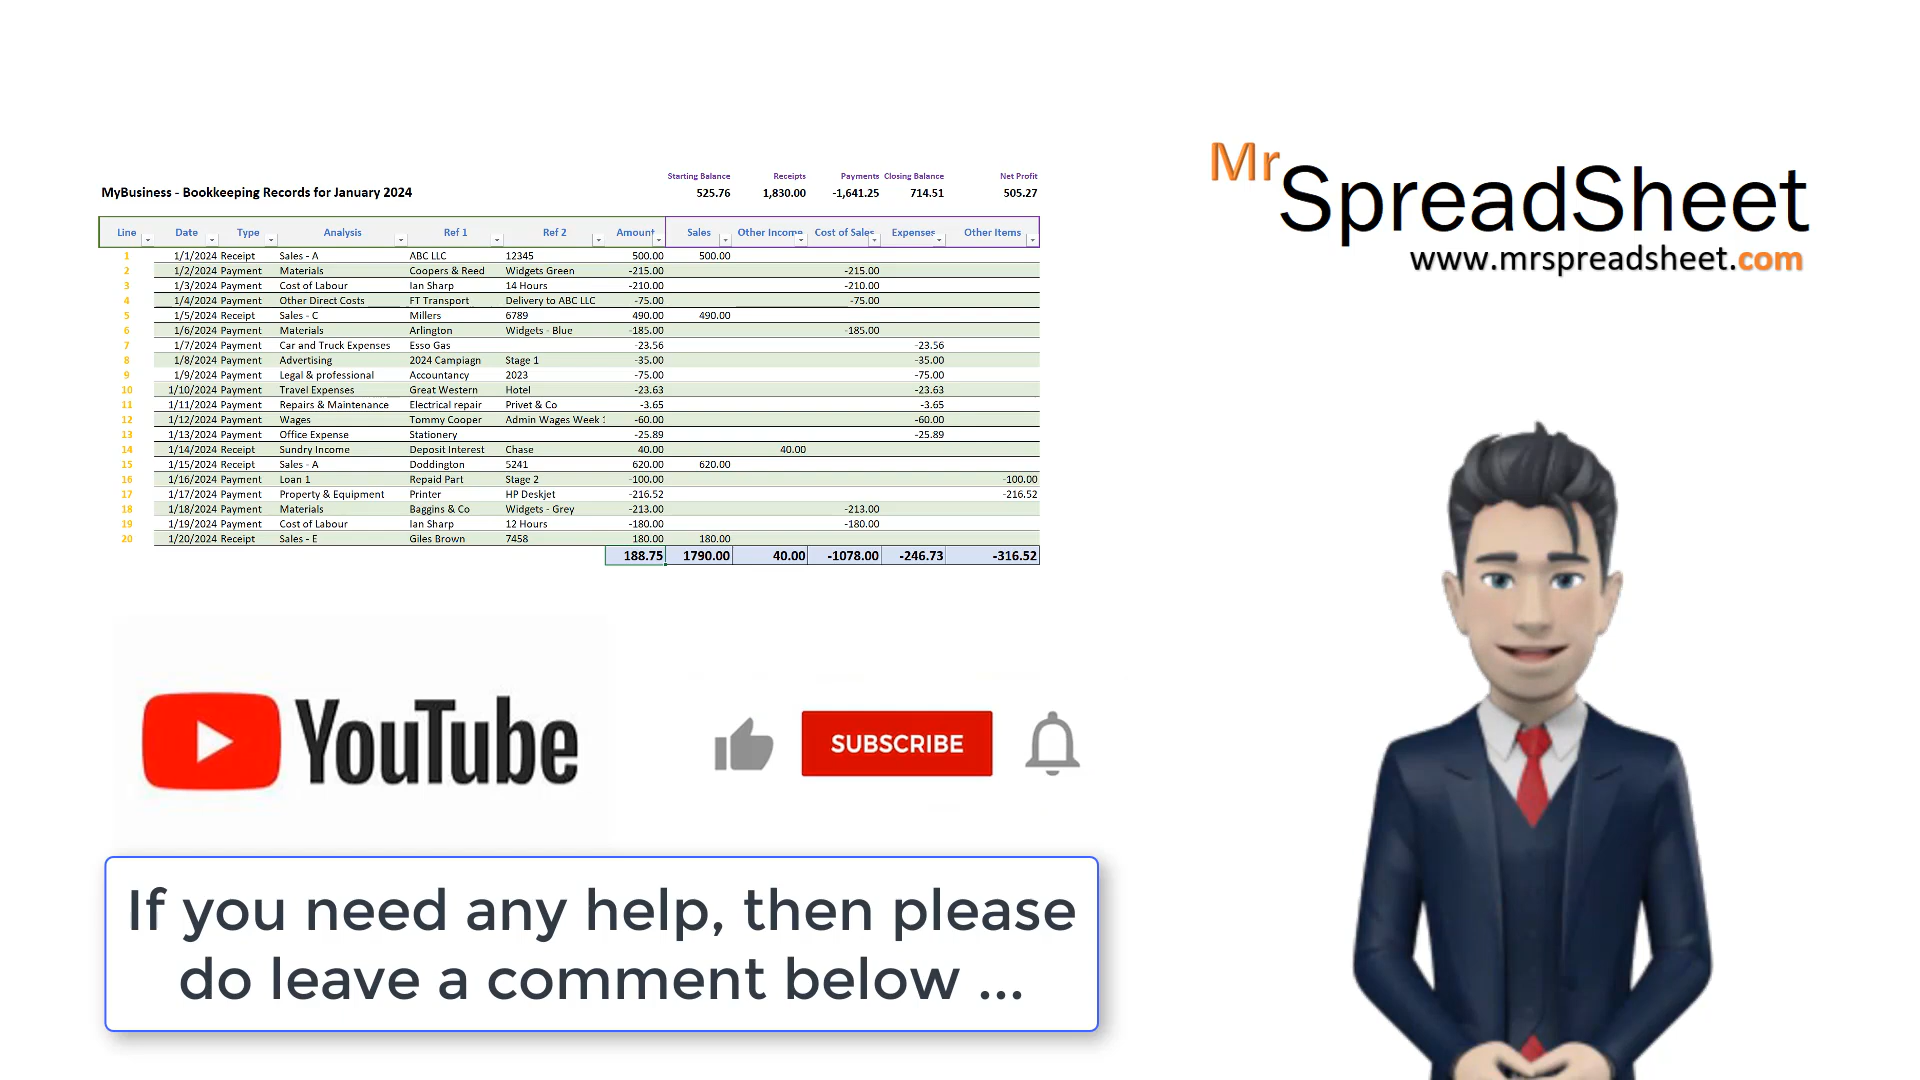 Starting Balance Receipts Payments Closing Balance Net Profit
MyBusiness - Bookkeeping Records for January 2024 525.76 1,830.00 -1,641.25 714.51 505.27
Line Date Type Analysis Ref 1 Ref 2 Amount Sales Other Income Cost of Sales Expenses Other Items
1 1/1/2024 Receipt Sales - A ABC LLC 12345 500.00 500.00
2 1/2/2024 Payment Materials Coopers & Reed Widgets Green -215.00 -215.00
3 1/3/2024 Payment Cost of Labour Ian Sharp 14 Hours -210.00 -210.00
4 1/4/2024 Payment Other Direct Costs FT Transport Delivery to ABC LLC -75.00 -75.00
5 1/5/2024 Receipt Sales - C Millers 6789 490.00 490.00
6 1/6/2024 Payment Materials Arlington Widgets - Blue -185.00 -185.00
7 1/7/2024 Payment Car and Truck Expenses Esso Gas -23.56 -23.56
8 1/8/2024 Payment Advertising 2024 Campiagn Stage 1 -35.00 -35.00
9 1/9/2024 Payment Legal & professional Accountancy 2023 -75.00 -75.00
10 1/10/2024 Payment Travel Expenses Great Western Hotel -23.63 -23.63
11 1/11/2024 Payment Repairs & Maintenance Electrical repair Privet & Co -3.65 -3.65
12 1/12/2024 Payment Wages Tommy Cooper Admin Wages Week -60.00 -60.00
13 1/13/2024 Payment Office Expense Stationery -25.89 -25.89
14 1/14/2024 Receipt Sundry Income Deposit Interest Chase 40.00 40.00
15 1/15/2024 Receipt Sales - A Doddington 5241 620.00 620.00
16 1/16/2024 Payment Loan 1 Repaid Part Stage 2 -100.00 -100.00
17 1/17/2024 Payment Property & Equipment Printer HP Deskjet -216.52 -216.52
18 1/18/2024 Payment Materials Baggins & Co Widgets - Grey -213.00 -213.00
19 1/19/2024 Payment Cost of Labour Ian Sharp 12 Hours -180.00 -180.00
20 1/20/2024 Receipt Sales - E Giles Brown 7458 180.00 180.00
188.75 1790.00 40.00 -1078.00 -246.73 -316.52
Mr SpreadSheet
www.mrspreadsheet.com
YouTube
SUBSCRIBE
If you need any help, then please
do leave a comment below ...